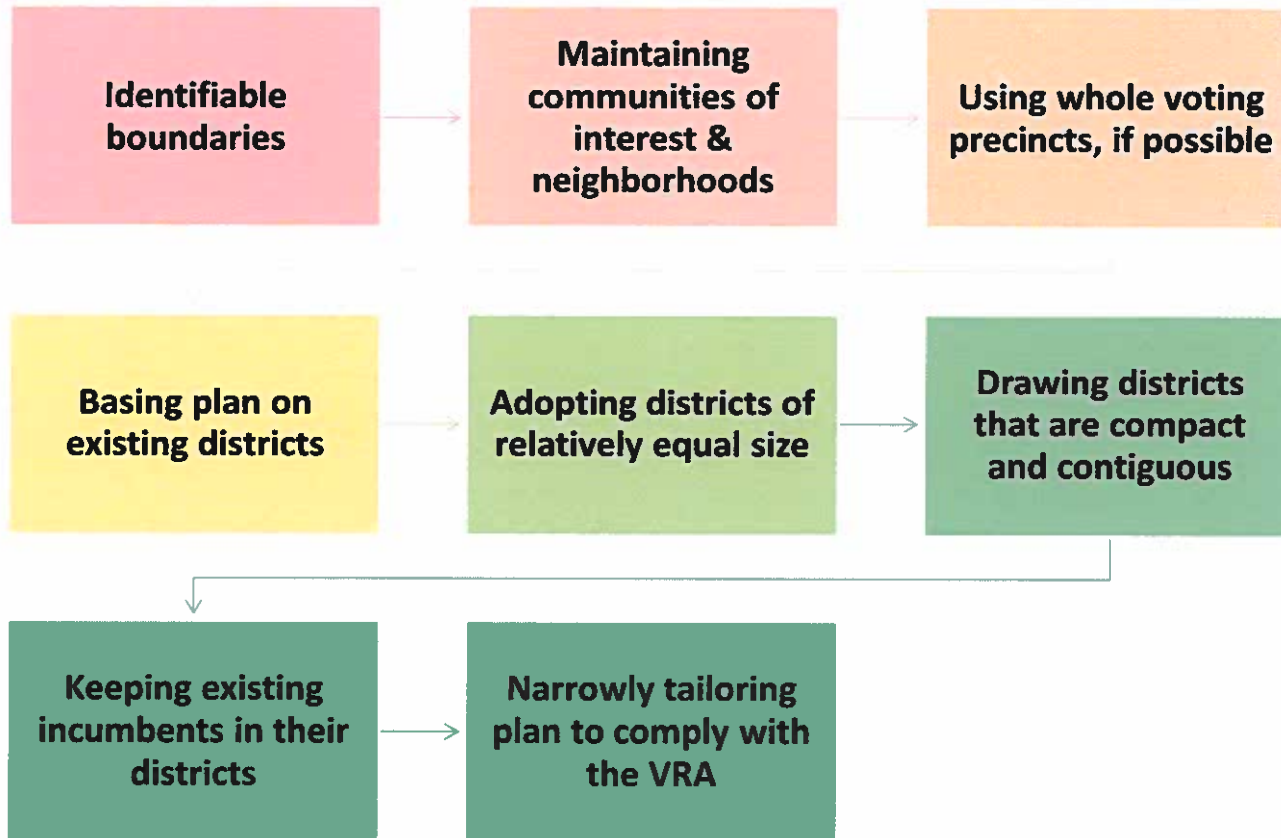 Identifiable
boundaries
Maintaining
communities of
interest &
neighborhoods
Using whole voting
precincts, if possible
Basing plan on
existing districts
Adopting districts of
relatively equal size
Drawing districts
that are compact
and contiguous
Keeping existing
incumbents in their
districts
Narrowly tailoring
plan to comply with
the VRA